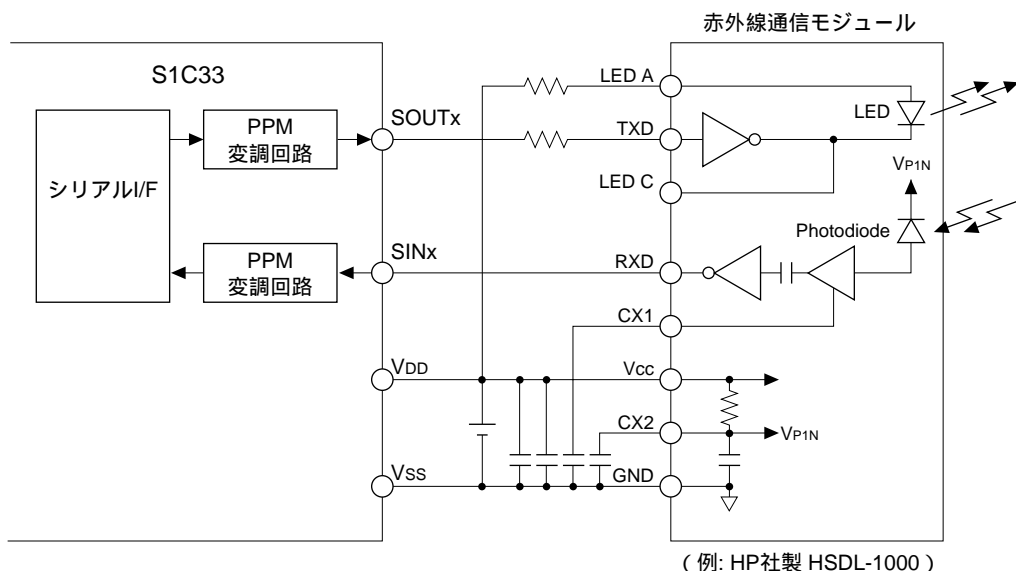 赤外線通信モジュール
S1C33
LED A
LED
SOUTx
TXD
PPM
変調回路
LED C
VP1N
シリアルI/F
Photodiode
SINx
RXD
PPM
変調回路
CX1
VDD
Vcc
CX2
VP1N
VSS
GND
(例: HP社製 HSDL-1000)